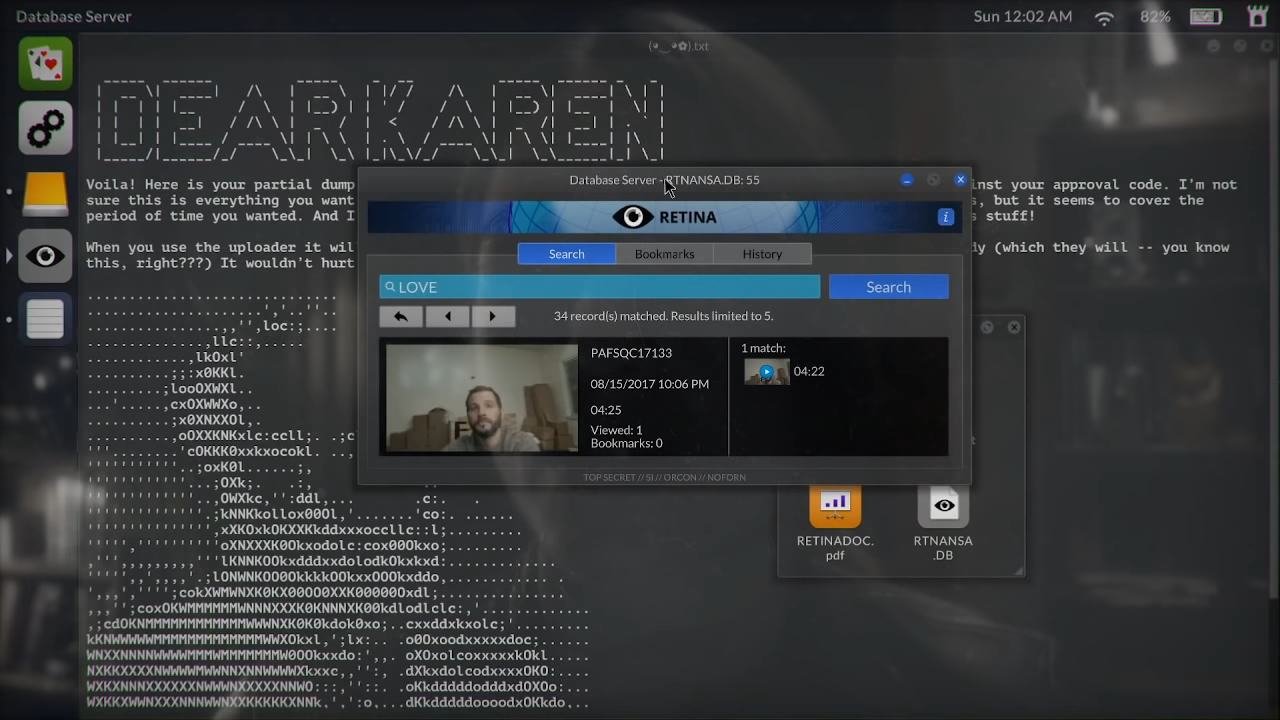 Database Server
Sun 12:02 AM
82%
(◕‿◕✿).txt
DEARKAREN
Database Server - RTNANSA.DB: 55
Voila! Here is your partial dump
inst your approval code. I'm not
sure this is everything you want
s, but it seems to cover the
period of time you wanted. And I
s stuff!
When you use the uploader it wil
dy (which they will -- you know
this, right???) It wouldn't hurt
RETINA
i
Search
Bookmarks
History
LOVE
Search
34 record(s) matched. Results limited to 5.
PAFSQC17133
08/15/2017 10:06 PM
04:25
Viewed: 1
Bookmarks: 0
1 match:
04:22
TOP SECRET // SI // ORCON // NOFORN
RETINADOC.
pdf
RTNANSA
.DB